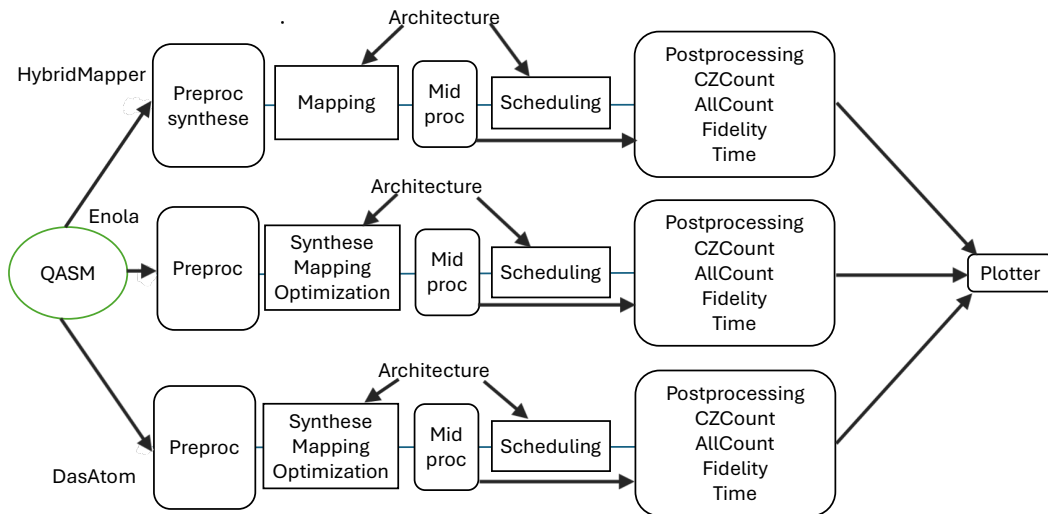 Architecture
HybridMapper
Preproc
synthese
Mapping
Mid
proc
Scheduling
Postprocessing
CZCount
AllCount
Fidelity
Time
Architecture
Enola
QASM
Preproc
Synthese
Mapping
Optimization
Mid
proc
Scheduling
Postprocessing
CZCount
AllCount
Fidelity
Time
Plotter
Architecture
DasAtom
Preproc
Synthese
Mapping
Optimization
Mid
proc
Scheduling
Postprocessing
CZCount
AllCount
Fidelity
Time